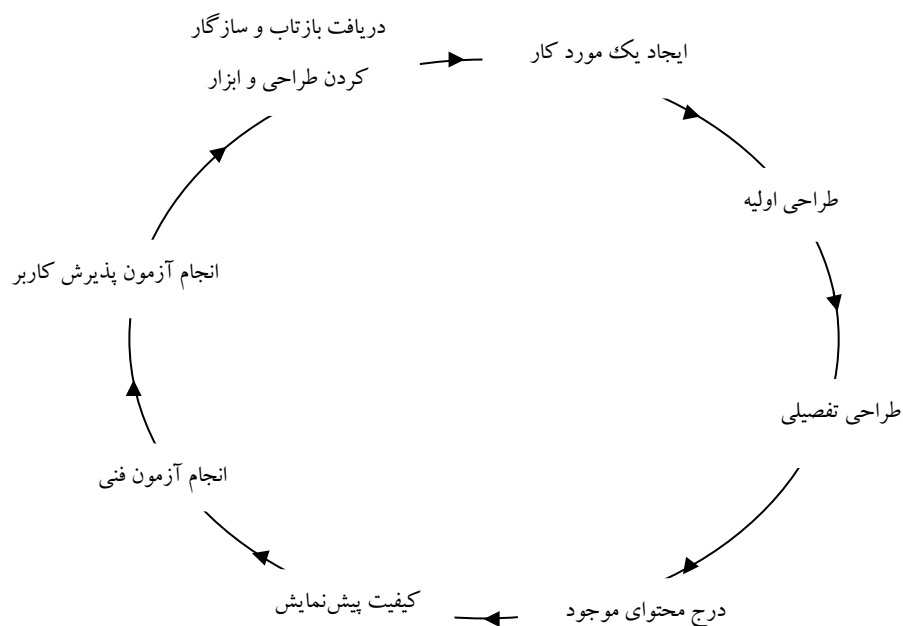 دریافت بازتاب و سازگار
کردن طراحی و ابزار
ایجاد یک مورد کار
طراحی اولیه
طراحی تفصیلی
درج محتوای موجود
کیفیت پیش‌نمایش
انجام آزمون فنی
انجام آزمون پذیرش کاربر